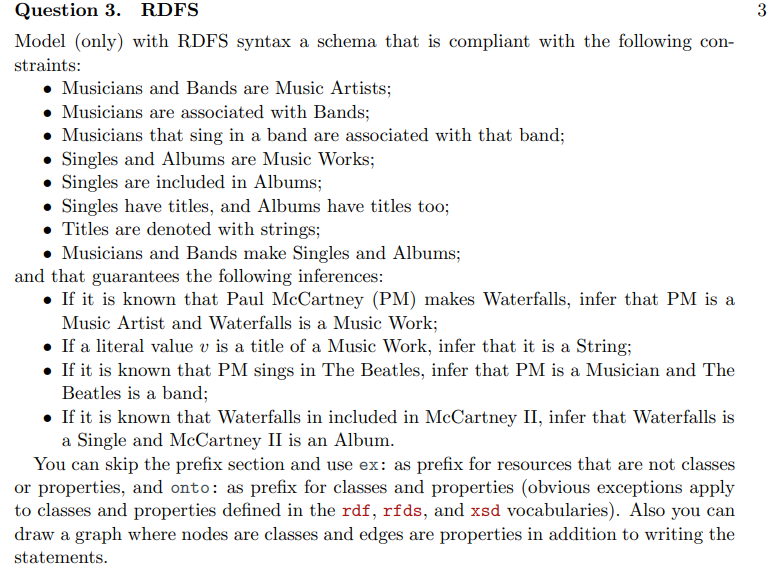 Question 3. RDFS 3
Model (only) with RDFS syntax a schema that is compliant with the following con-
straints:
• Musicians and Bands are Music Artists;
• Musicians are associated with Bands;
• Musicians that sing in a band are associated with that band;
• Singles and Albums are Music Works;
• Singles are included in Albums;
• Singles have titles, and Albums have titles too;
• Titles are denoted with strings;
• Musicians and Bands make Singles and Albums;
and that guarantees the following inferences:
• If it is known that Paul McCartney (PM) makes Waterfalls, infer that PM is a
Music Artist and Waterfalls is a Music Work;
• If a literal value v is a title of a Music Work, infer that it is a String;
• If it is known that PM sings in The Beatles, infer that PM is a Musician and The
Beatles is a band;
• If it is known that Waterfalls in included in McCartney II, infer that Waterfalls is
a Single and McCartney II is an Album.
You can skip the prefix section and use ex: as prefix for resources that are not classes
or properties, and onto: as prefix for classes and properties (obvious exceptions apply
to classes and properties defined in the rdf, rfds, and xsd vocabularies). Also you can
draw a graph where nodes are classes and edges are properties in addition to writing the
statements.